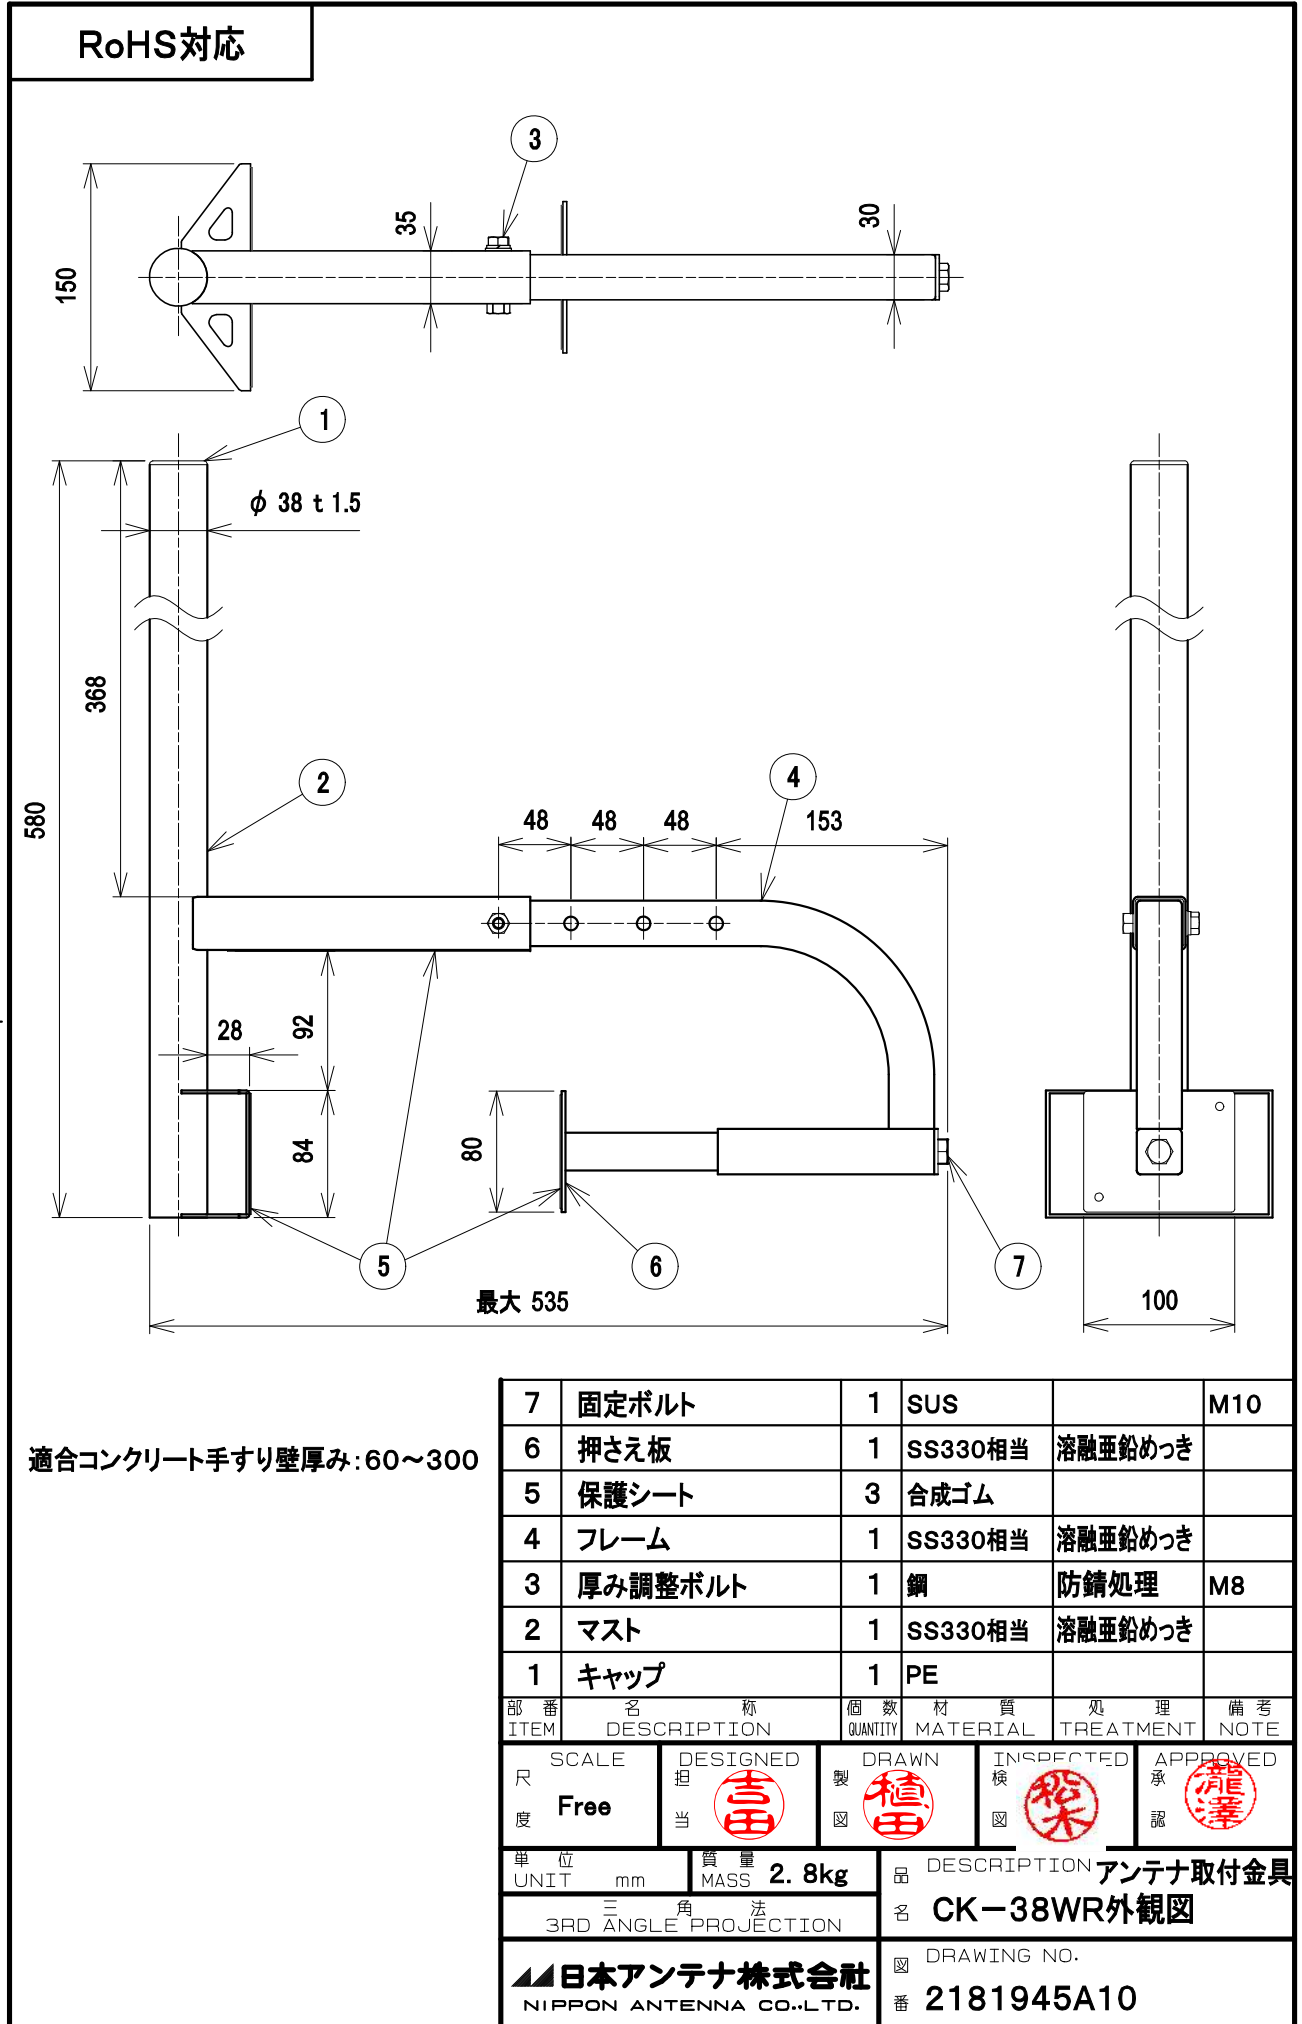 RoHS対応
3
35
30
150
1
φ 38 t 1.5
368
580
2
4
48
48
48
153
28
92
84
80
5
6
7
最大 535
100
適合コンクリート手すり壁厚み:60～300
7 固定ボルト 1 SUS M10
6 押さえ板 1 SS330相当 溶融亜鉛めっき
5 保護シート 3 合成ゴム
4 フレーム 1 SS330相当 溶融亜鉛めっき
3 厚み調整ボルト 1 鋼 防錆処理 M8
2 マスト 1 SS330相当 溶融亜鉛めっき
1 キャップ 1 PE
部番 名称 個数 材質 処理 備考
ITEM DESCRIPTION QUANTITY MATERIAL TREATMENT NOTE
SCALE DESIGNED DRAWN INSPECTED APPROVED
尺度 Free 担当 吉田 製図 植田 検図 松木 承認 瀧澤
単位 質量
UNIT mm MASS 2.8kg
品名 DESCRIPTION アンテナ取付金具
CK－38WR外観図
三角法
3RD ANGLE PROJECTION
日本アンテナ株式会社
NIPPON ANTENNA CO.,LTD.
図番 DRAWING NO.
2181945A10